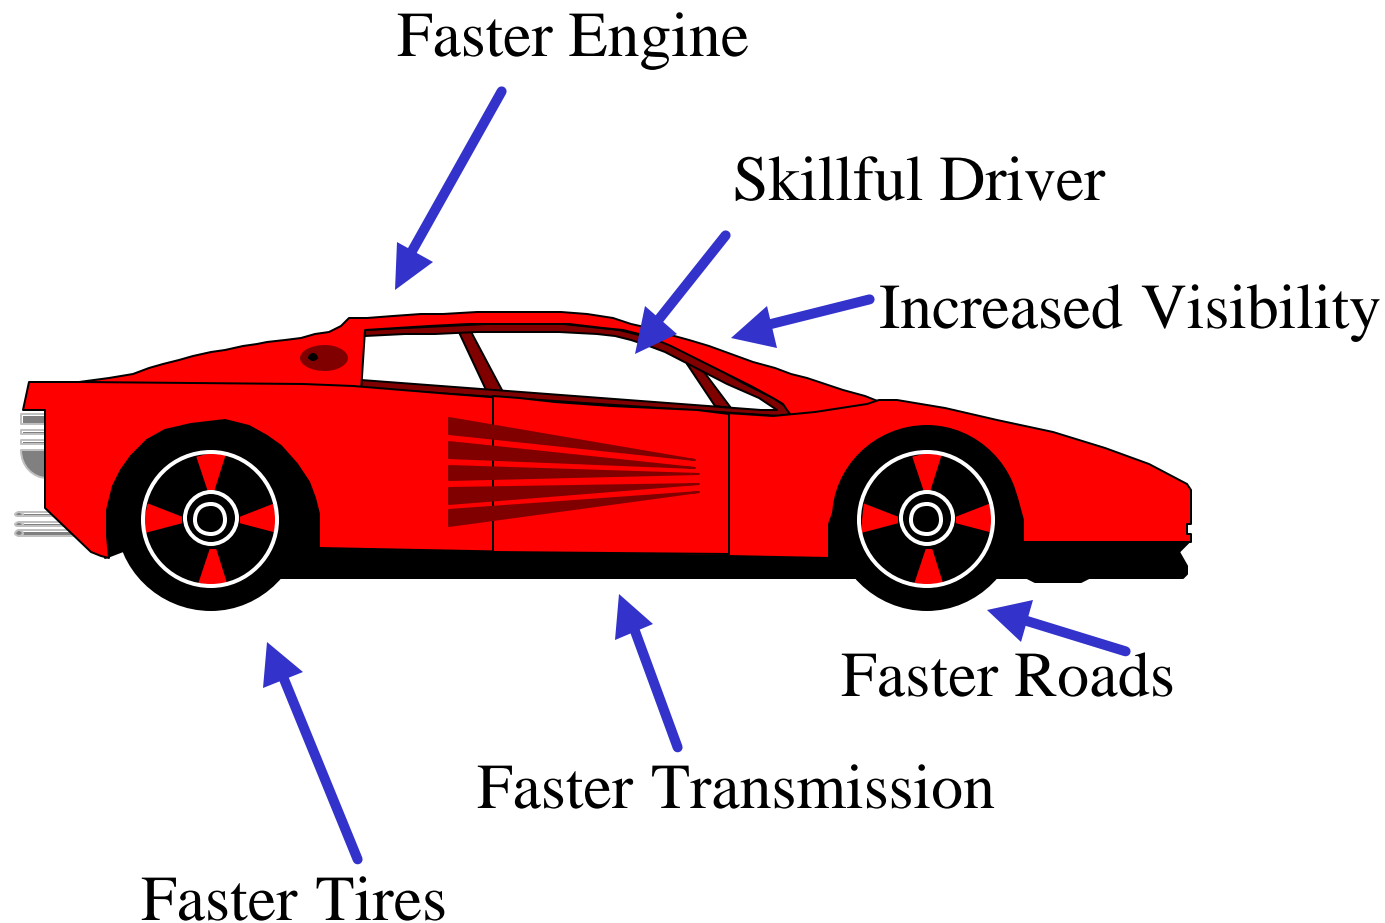 Faster Engine
Skillful Driver
Increased Visibility
Faster Roads
Faster Transmission
Faster Tires